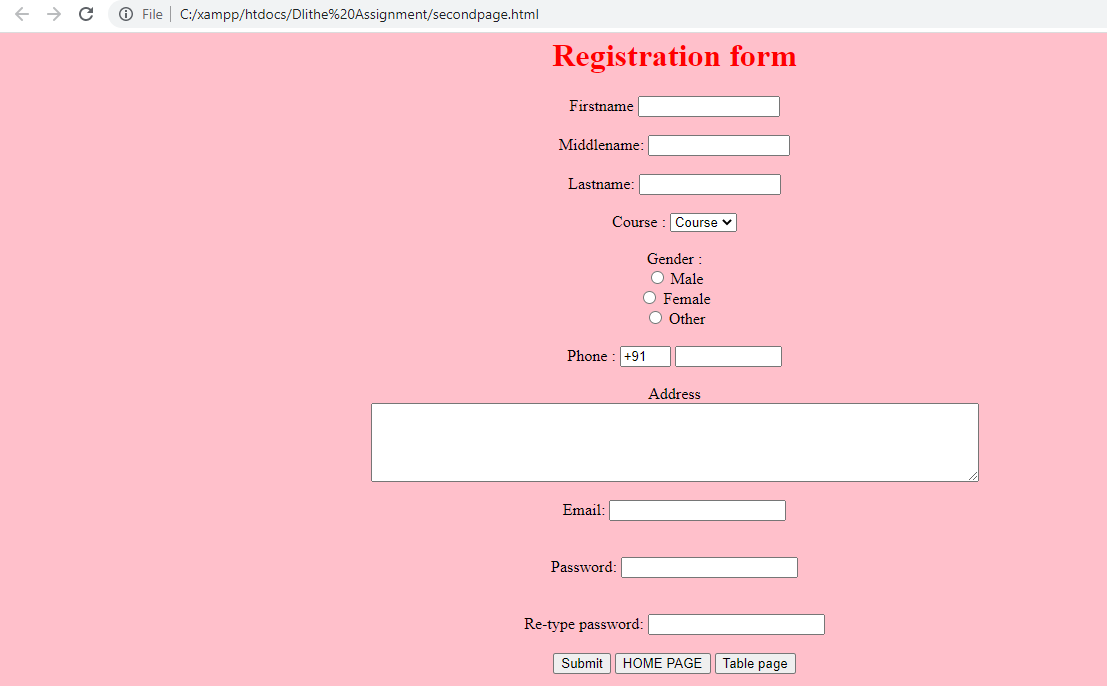 File C:/xampp/htdocs/Dlithe%20Assignment/secondpage.html
Registration form
Firstname
Middlename:
Lastname:
Course : Course
Gender :
Male
Female
Other
Phone : +91
Address
Email:
Password:
Re-type password:
Submit HOME PAGE Table page